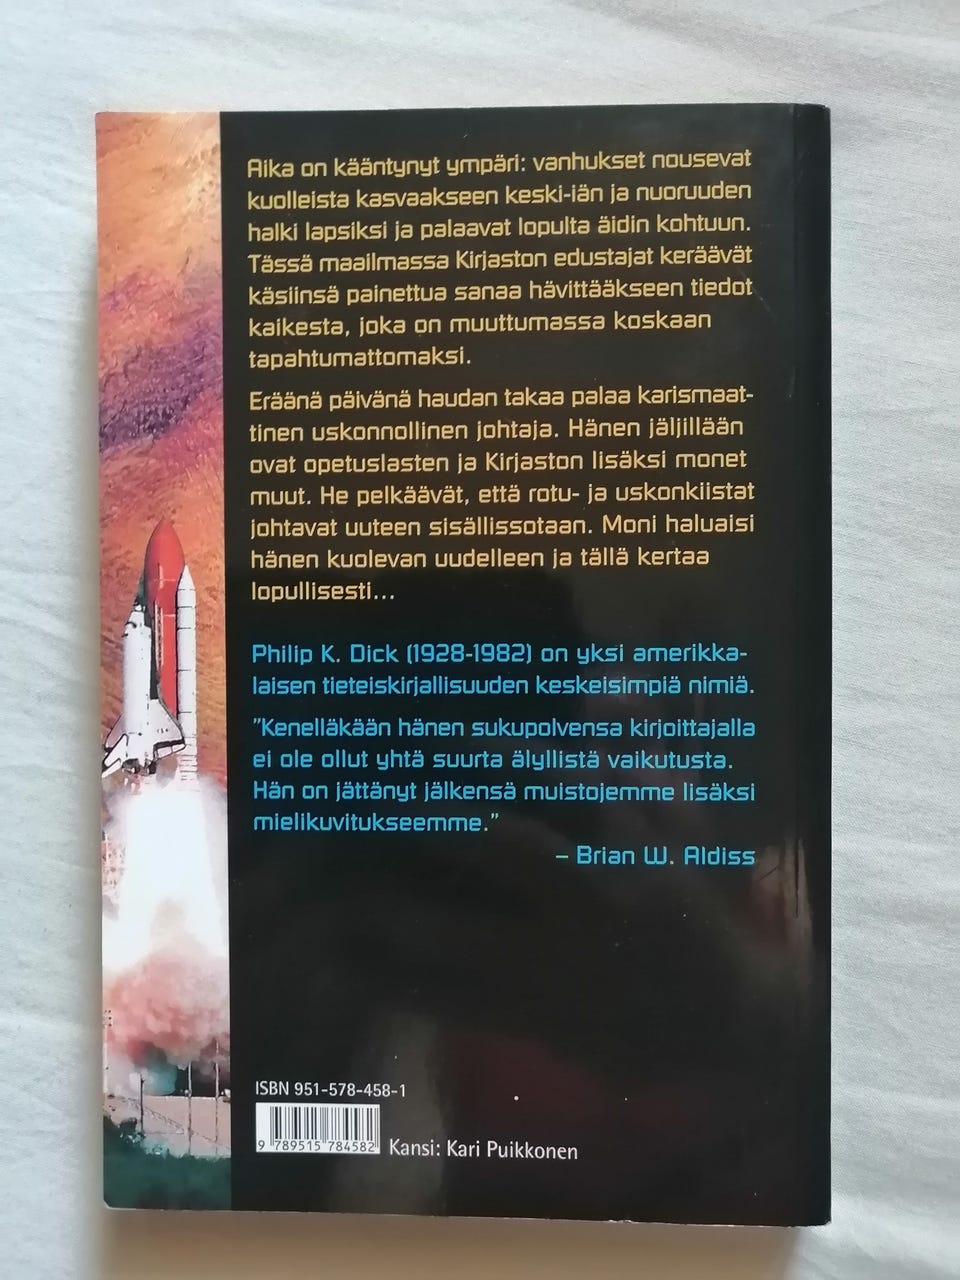 Aika on kääntynyt ympäri: vanhukset nousevat
kuolleista kasvaakseen keski-iän ja nuoruuden
halki lapsiksi ja palaavat lopulta äidin kohtuun.
Tässä maailmassa Kirjaston edustajat keräävät
käsiinsä painettua sanaa hävittääkseen tiedot
kaikesta, joka on muuttumassa koskaan
tapahtumattomaksi.
Eräänä päivänä haudan takaa palaa karismaat-
tinen uskonnollinen johtaja. Hänen jäljillään
ovat opetuslasten ja Kirjaston lisäksi monet
muut. He pelkäävät, että rotu- ja uskonkiistat
johtavat uuteen sisällissotaan. Moni haluaisi
hänen kuolevan uudelleen ja tällä kertaa
lopullisesti...
Philip K. Dick (1928-1982) on yksi amerikka-
laisen tieteiskirjallisuuden keskeisimpiä nimiä.
"Kenelläkään hänen sukupolvensa kirjoittajalla
ei ole ollut yhtä suurta älyllistä vaikutusta.
Hän on jättänyt jälkensä muistojemme lisäksi
mielikuvitukseemme."
– Brian W. Aldiss
ISBN 951-578-458-1
9 789515 784582
Kansi: Kari Puikkonen